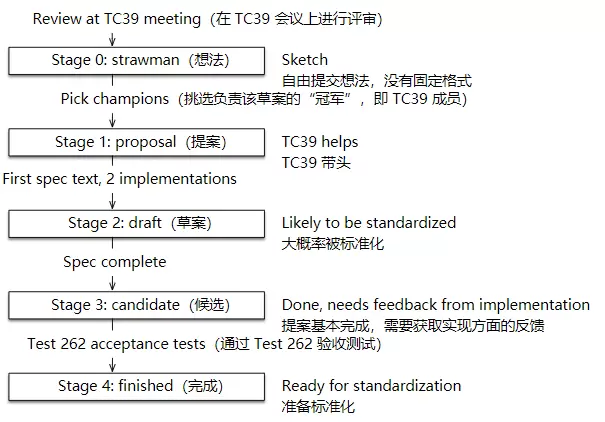 Review at TC39 meeting（在 TC39 会议上进行评审）
Stage 0: strawman（想法）
Sketch
自由提交想法，没有固定格式
Pick champions（挑选负责该草案的“冠军”，即 TC39 成员）
Stage 1: proposal（提案）
TC39 helps
TC39 带头
First spec text, 2 implementations
Stage 2: draft（草案）
Likely to be standardized
大概率被标准化
Spec complete
Stage 3: candidate（候选）
Done, needs feedback from implementation
提案基本完成，需要获取实现方面的反馈
Test 262 acceptance tests（通过 Test 262 验收测试）
Stage 4: finished（完成）
Ready for standardization
准备标准化